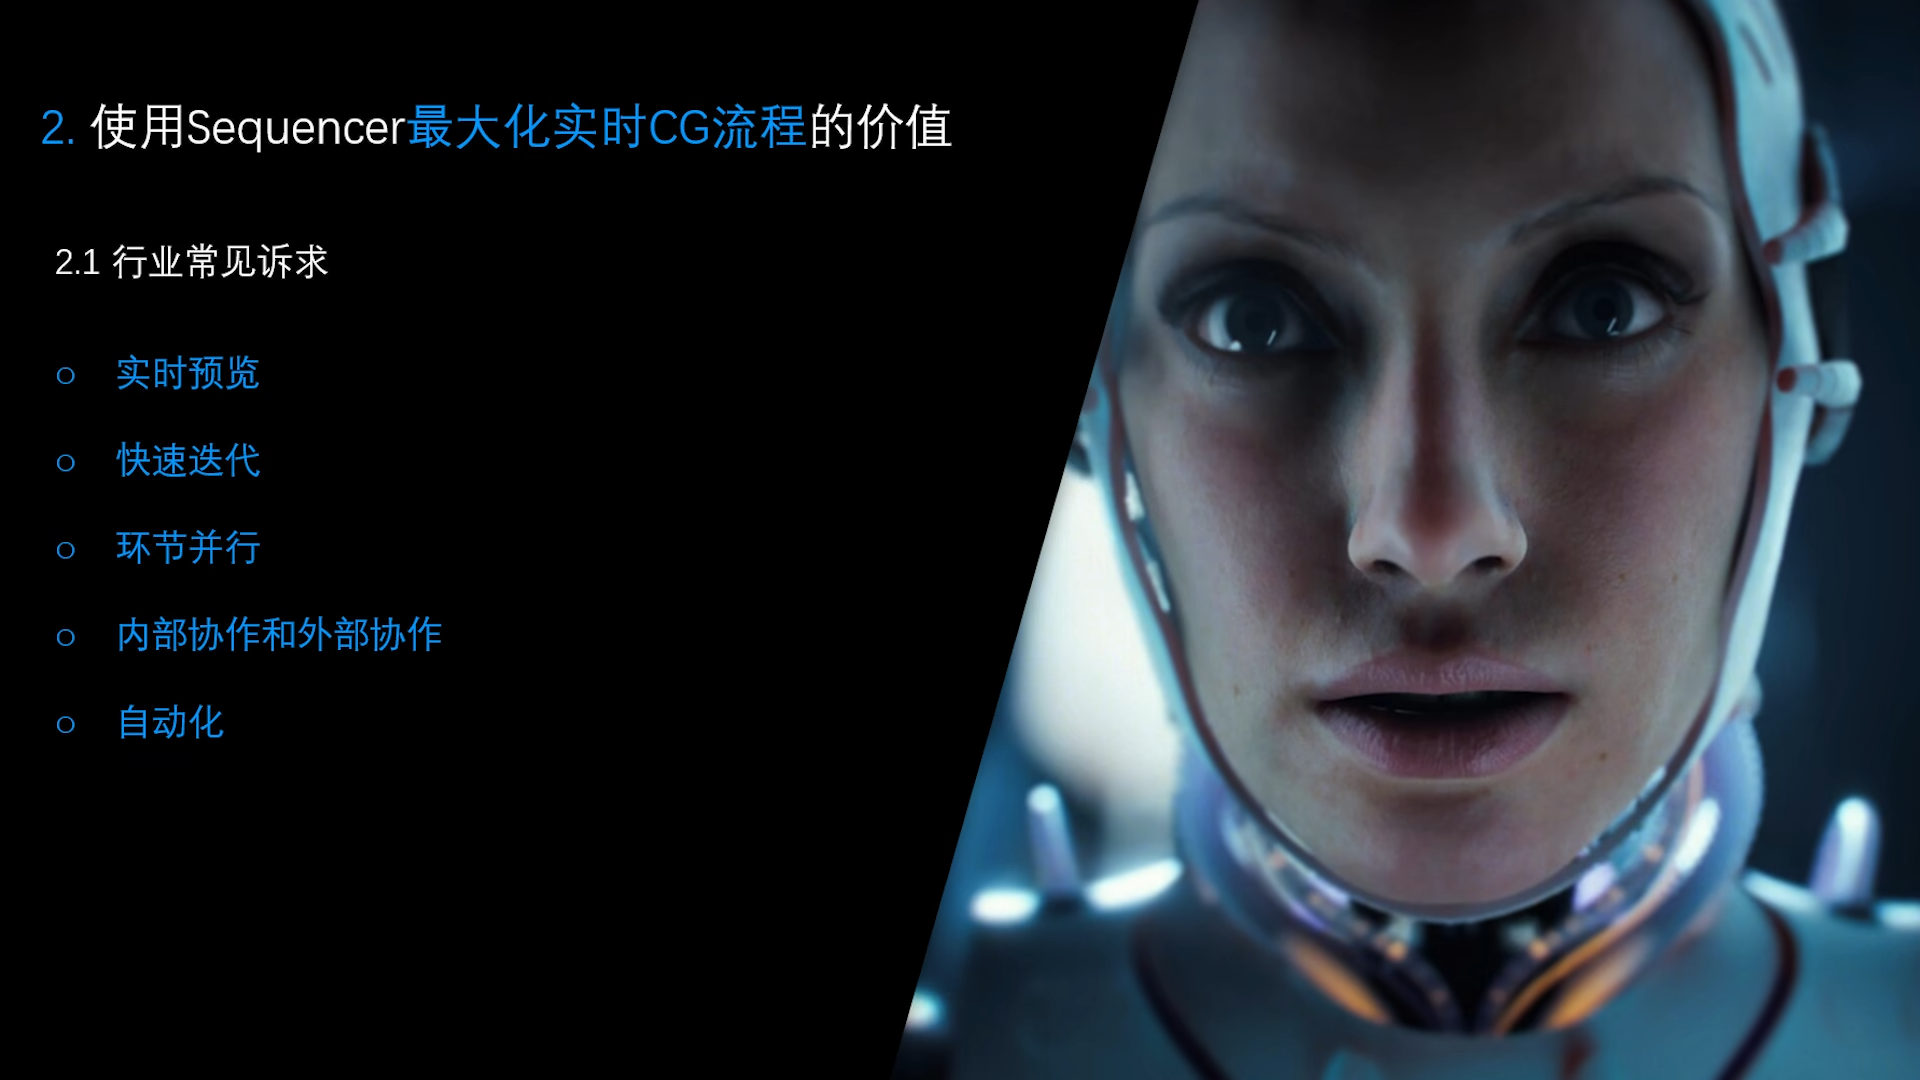 2. 使用Sequencer最大化实时CG流程的价值
2.1 行业常见诉求
○ 实时预览
○ 快速迭代
○ 环节并行
○ 内部协作和外部协作
○ 自动化